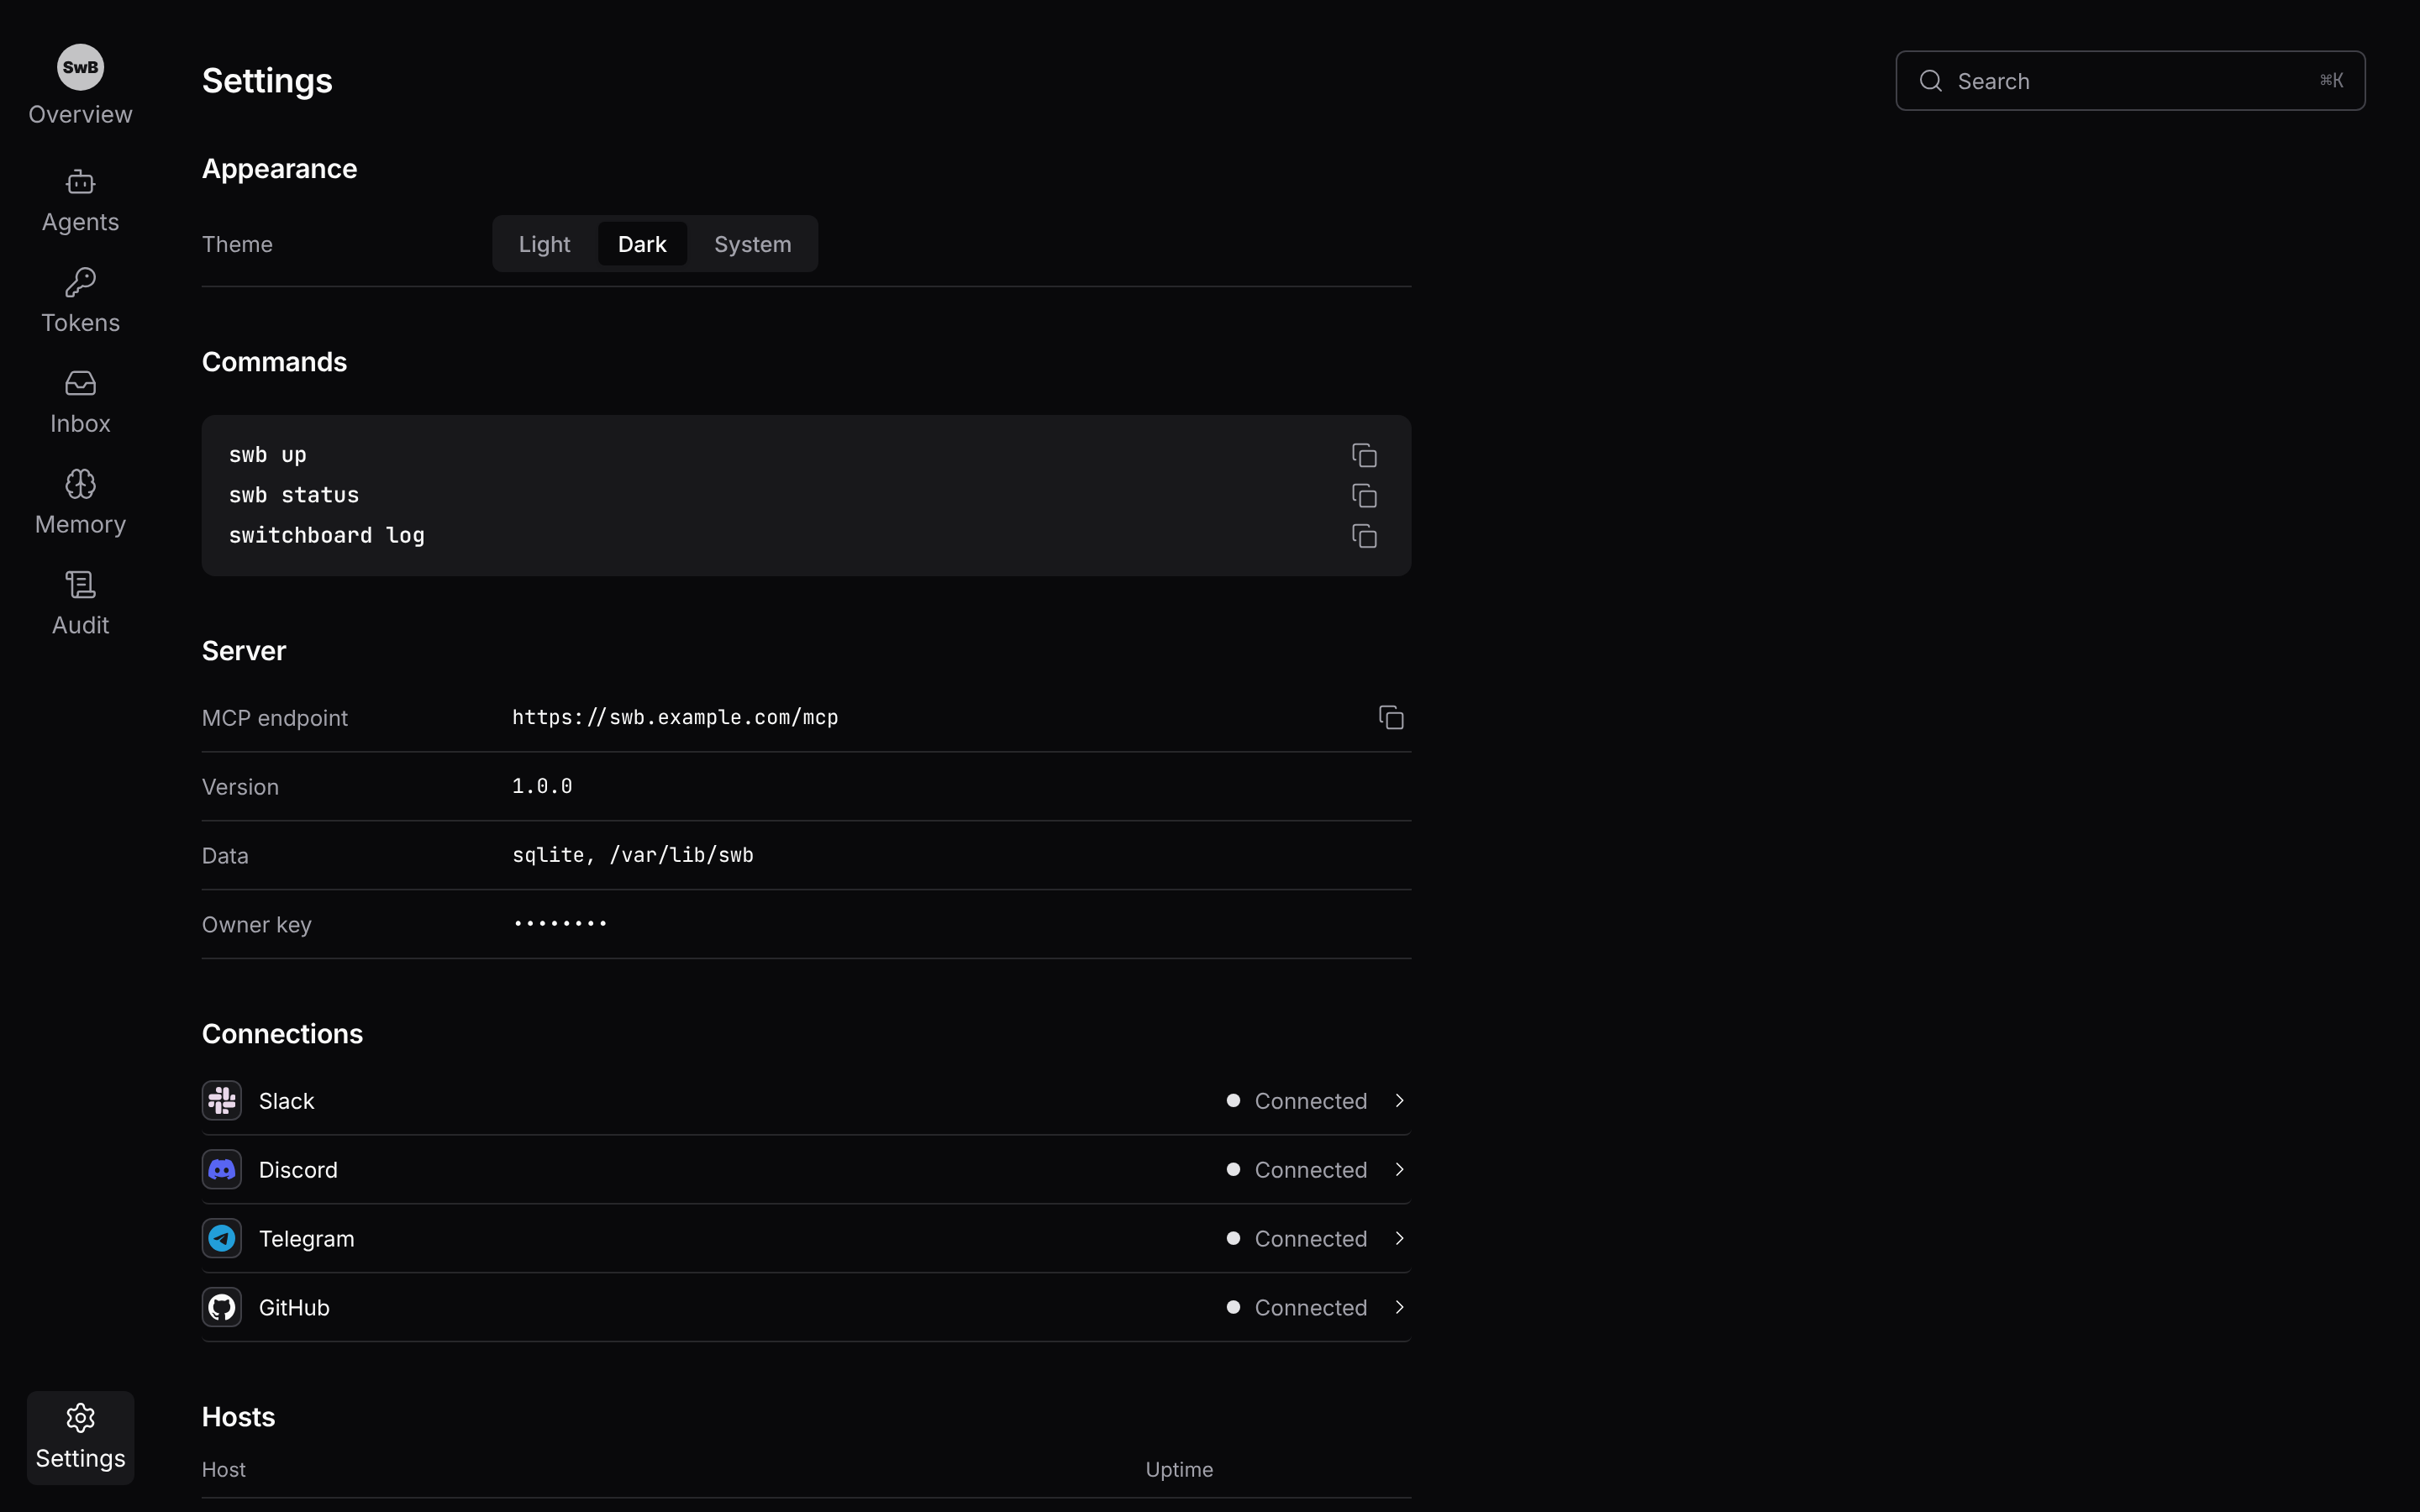 SwB
Overview
Agents
Tokens
Inbox
Memory
Audit
Settings
Settings
Search ⌘K
Appearance
Theme Light Dark System
Commands
swb up
swb status
switchboard log
Server
MCP endpoint https://swb.example.com/mcp
Version 1.0.0
Data sqlite, /var/lib/swb
Owner key ••••••••
Connections
Slack Connected
Discord Connected
Telegram Connected
GitHub Connected
Hosts
Host Uptime